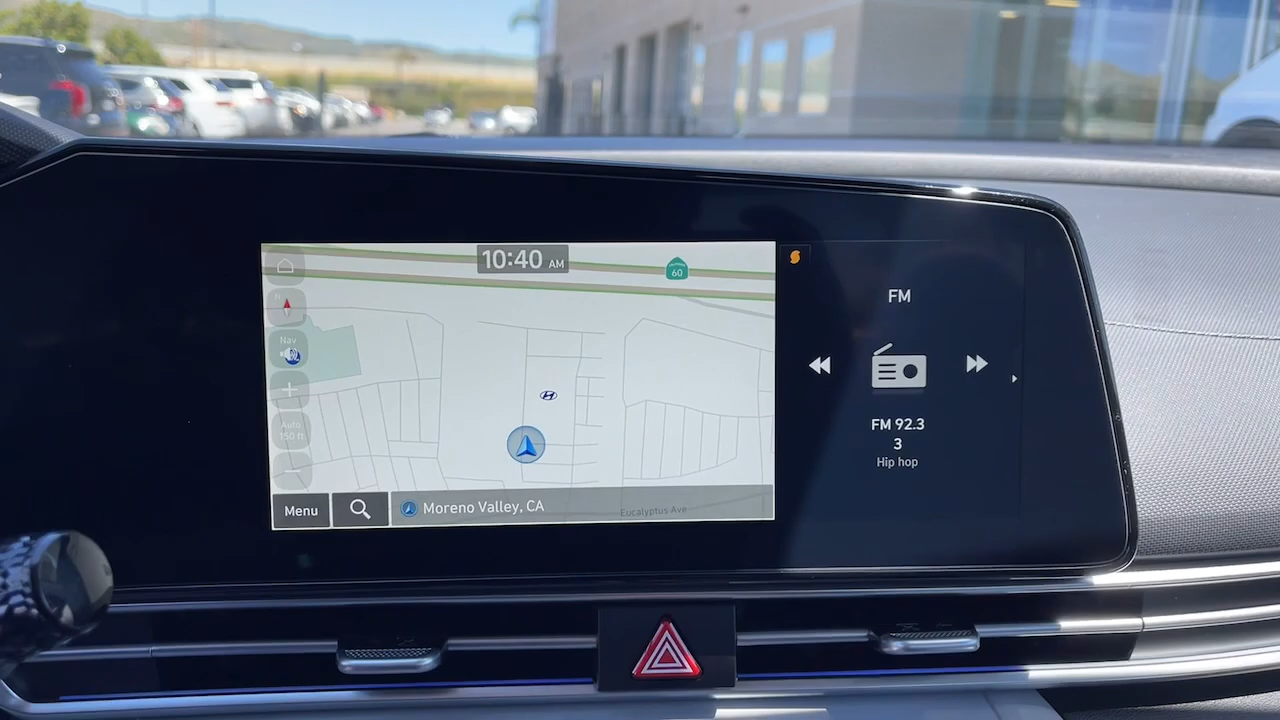 10:40 AM
CALIFORNIA
60
N
Nav
+
Auto
150 ft
−
Menu
Moreno Valley, CA
Eucalyptus Ave
FM
FM 92.3
3
Hip hop